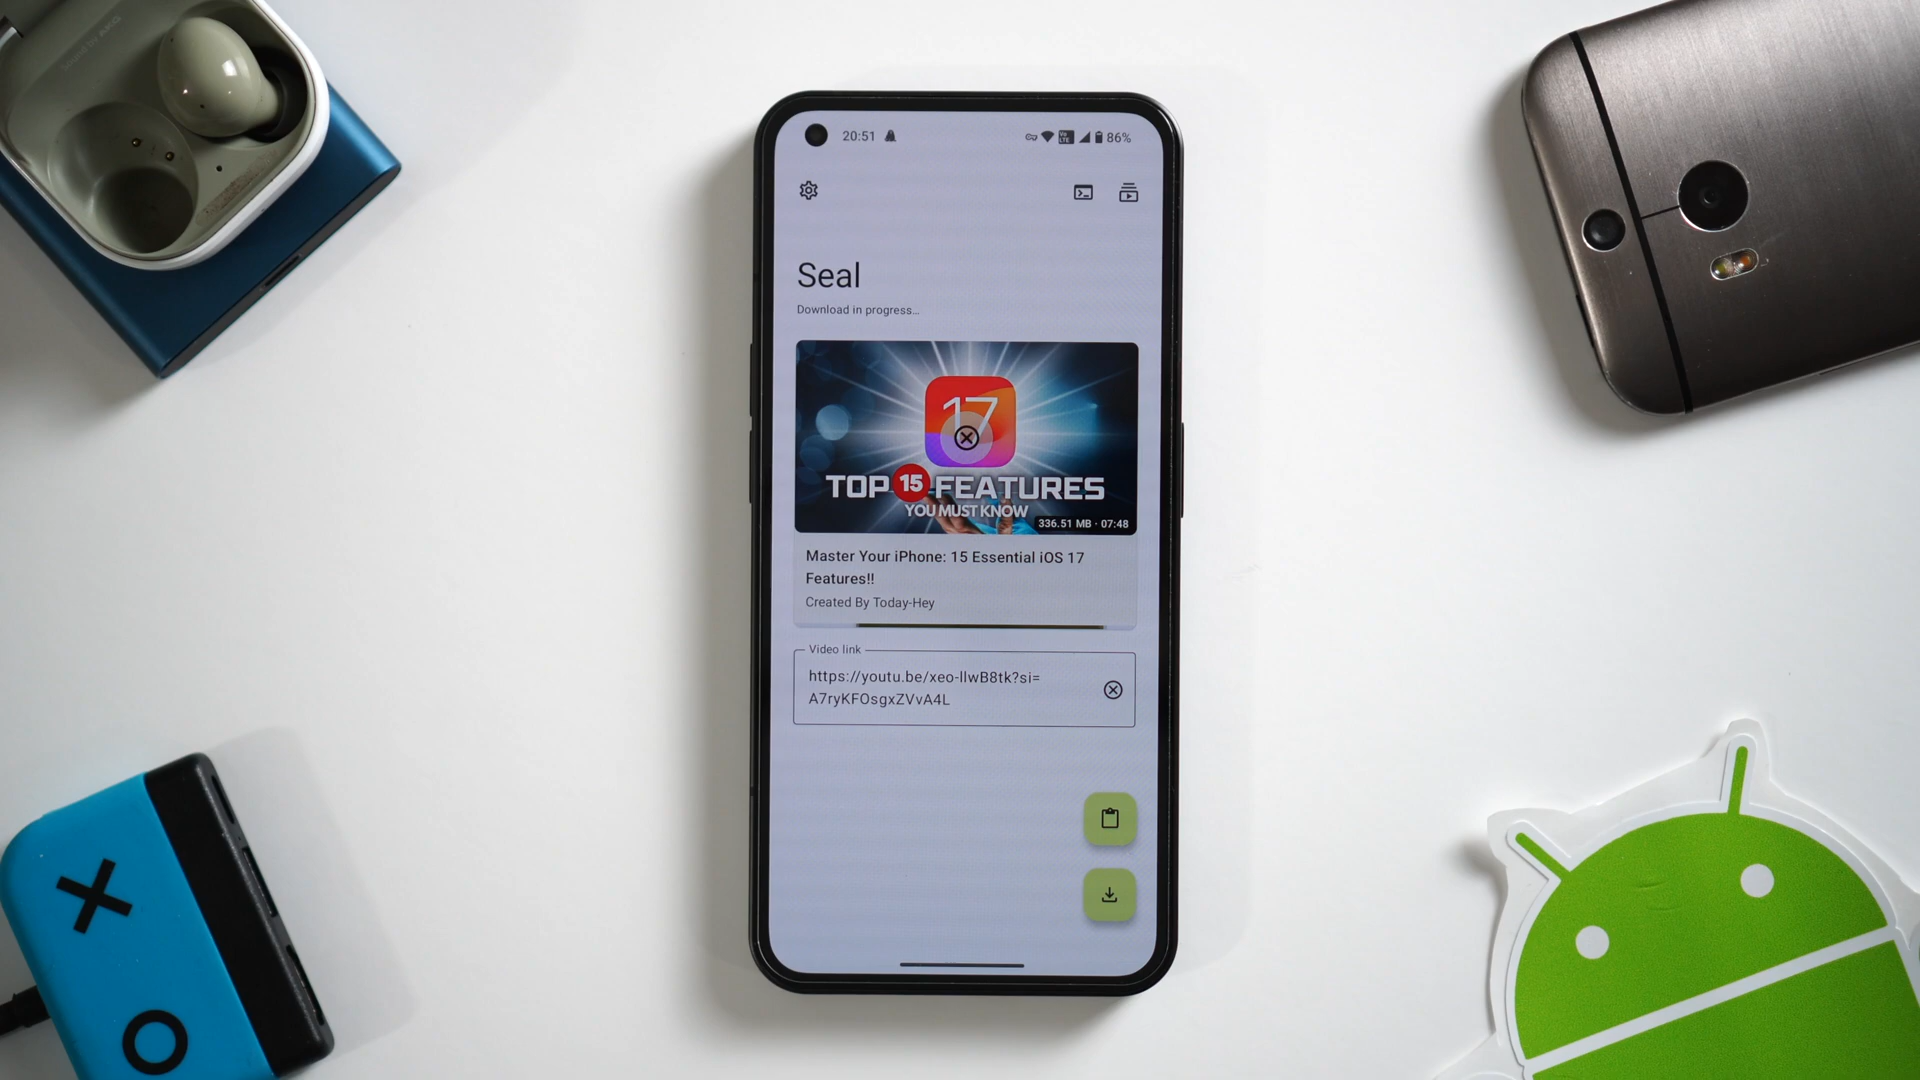 20:51
Vo
LTE
86%
Seal
Download in progress…
17
TOP 15 FEATURES
YOU MUST KNOW
336.51 MB · 07:48
Master Your iPhone: 15 Essential iOS 17
Features!!
Created By Today-Hey
Video link
https://youtu.be/xeo-llwB8tk?si=
A7ryKFOsgxZVvA4L
X
O